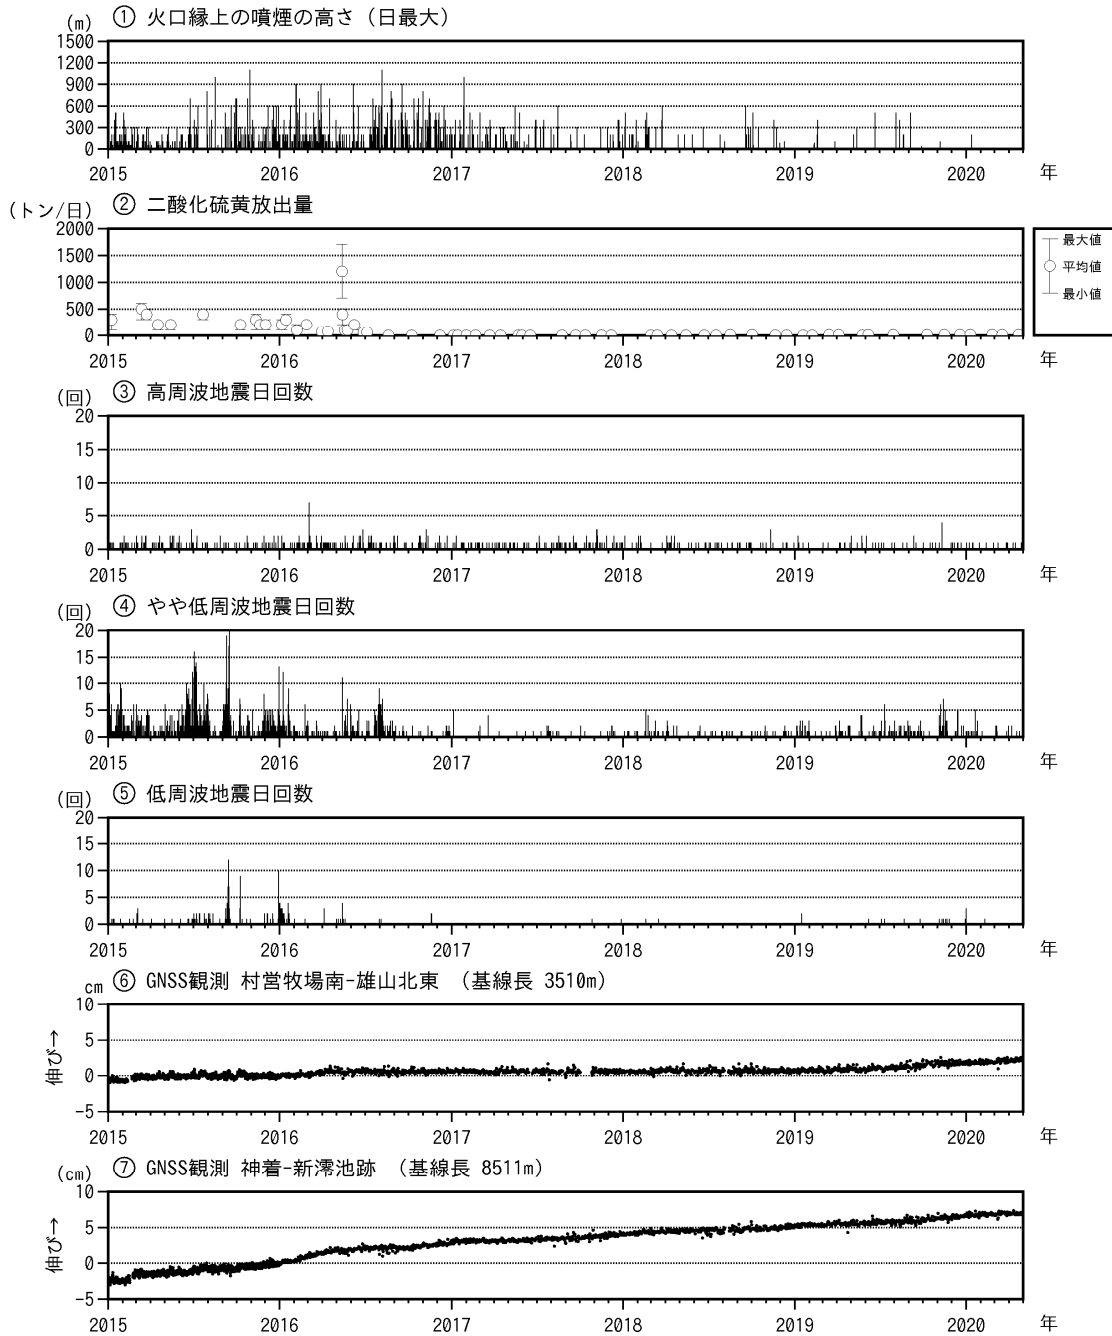 (m) ① 火口縁上の噴煙の高さ（日最大）
1500
1200
900
600
300
0
2015 2016 2017 2018 2019 2020 年
(トン/日) ② 二酸化硫黄放出量
2000
1500
1000
500
0
最大値
平均値
最小値
2015 2016 2017 2018 2019 2020 年
(回) ③ 高周波地震日回数
20
15
10
5
0
2015 2016 2017 2018 2019 2020 年
(回) ④ やや低周波地震日回数
20
15
10
5
0
2015 2016 2017 2018 2019 2020 年
(回) ⑤ 低周波地震日回数
20
15
10
5
0
2015 2016 2017 2018 2019 2020 年
cm ⑥ GNSS観測 村営牧場南-雄山北東 （基線長 3510m）
10
5
0
-5
伸び→
2015 2016 2017 2018 2019 2020 年
(cm) ⑦ GNSS観測 神着-新澪池跡 （基線長 8511m）
10
5
0
-5
伸び→
2015 2016 2017 2018 2019 2020 年